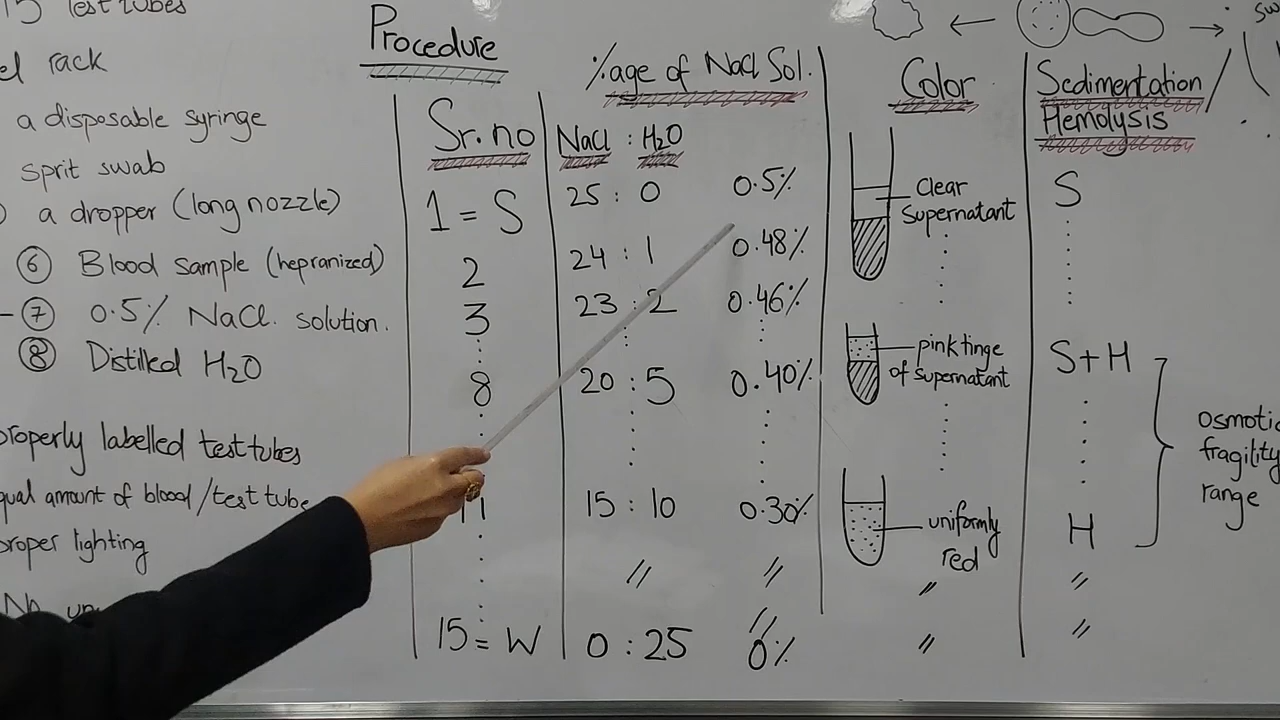 15 Test tubes
rack
a disposable syringe
sprit swab
a dropper (long nozzle)
⑥ Blood sample (hepranized)
⑦ 0.5% NaCl. solution.
⑧ Distilled H2O
properly labelled test tubes
amount of blood/test tube
proper lighting
Procedure
Sr. no
1 = S
2
3
8
11
15 = W
%age of NaCl Sol.
NaCl : H2O
25 : 0 0.5%
24 : 1 0.48%
23 : 2 0.46%
20 : 5 0.40%
15 : 10 0.30%
〃 〃
〃
0 : 25 0%
Color
Clear
Supernatant
pink tinge
of supernatant
uniformly
red
〃
〃
Sedimentation/
Hemolysis
S
S+H
H
〃
〃
osmotic
fragility
range